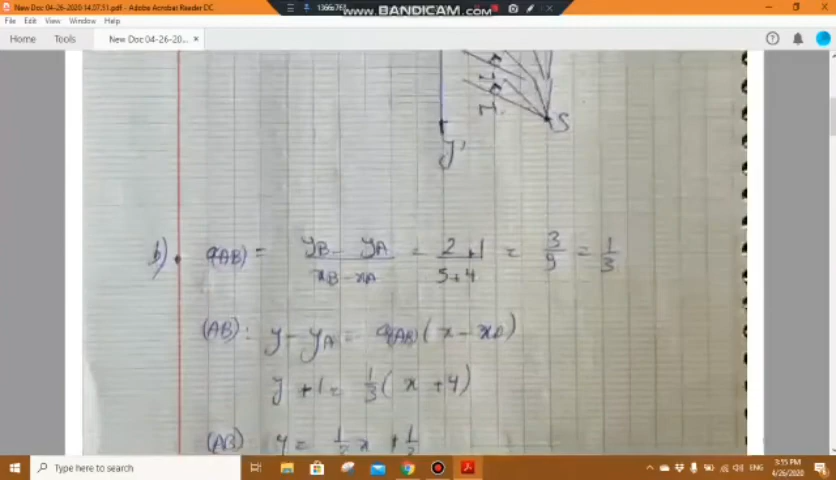 New Doc 04-26-2020 14.07.51.pdf - Adobe Acrobat Reader DC
1366x763
WWW.BANDICAM.COM
File Edit View Window Help
Home Tools New Doc 04-26-20... ×
y'
S
b) • a(AB) = (yB - yA)/(xB - xA) = (2+1)/(5+4) = 3/9 = 1/3
(AB): y - yA = a(AB) (x - xA)
y + 1 = 1/3 (x + 4)
(AB) y = 1/3 x + 1/3
Type here to search
ENG
3:15 PM
4/26/2020